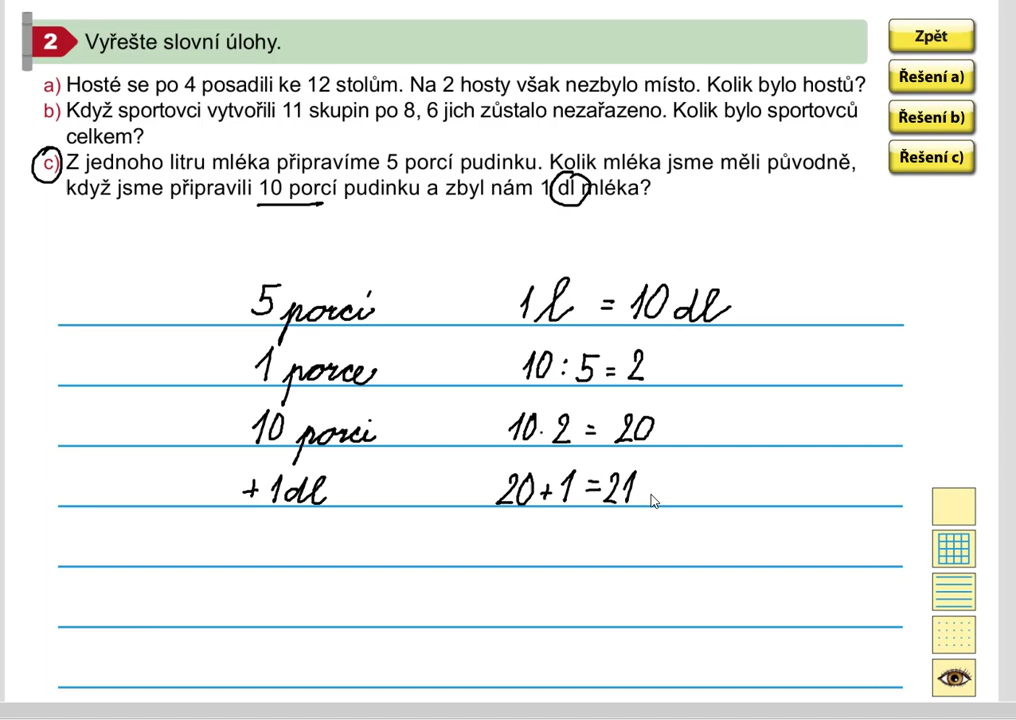 2 Vyřešte slovní úlohy.
Zpět
a) Hosté se po 4 posadili ke 12 stolům. Na 2 hosty však nezbylo místo. Kolik bylo hostů?
Řešení a)
b) Když sportovci vytvořili 11 skupin po 8, 6 jich zůstalo nezařazeno. Kolik bylo sportovců
celkem?
Řešení b)
c) Z jednoho litru mléka připravíme 5 porcí pudinku. Kolik mléka jsme měli původně,
když jsme připravili 10 porcí pudinku a zbyl nám 1 dl mléka?
Řešení c)
5 porcí 1 l = 10 dl
1 porce 10 : 5 = 2
10 porcí 10 · 2 = 20
+ 1 dl 20 + 1 = 21